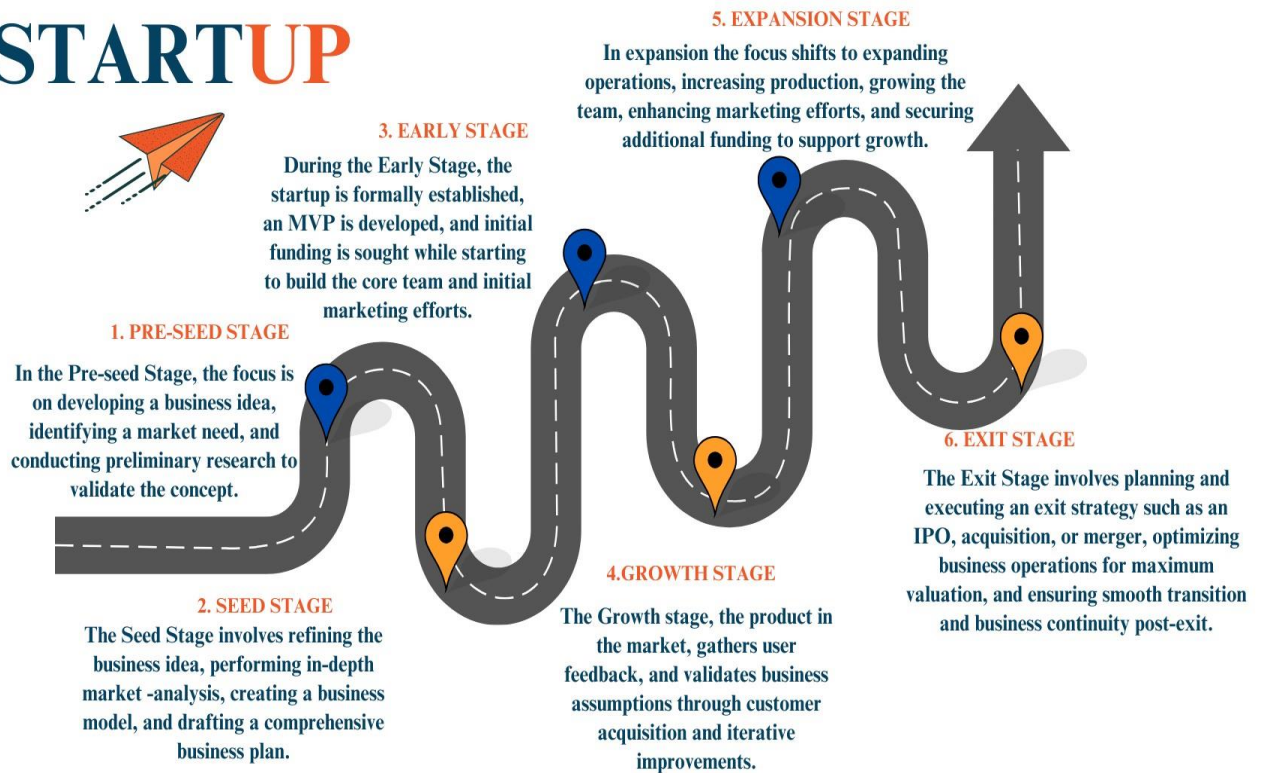 STARTUP
1. PRE-SEED STAGE
In the Pre-seed Stage, the focus is
on developing a business idea,
identifying a market need, and
conducting preliminary research to
validate the concept.
2. SEED STAGE
The Seed Stage involves refining the
business idea, performing in-depth
market -analysis, creating a business
model, and drafting a comprehensive
business plan.
3. EARLY STAGE
During the Early Stage, the
startup is formally established,
an MVP is developed, and initial
funding is sought while starting
to build the core team and initial
marketing efforts.
4.GROWTH STAGE
The Growth stage, the product in
the market, gathers user
feedback, and validates business
assumptions through customer
acquisition and iterative
improvements.
5. EXPANSION STAGE
In expansion the focus shifts to expanding
operations, increasing production, growing the
team, enhancing marketing efforts, and securing
additional funding to support growth.
6. EXIT STAGE
The Exit Stage involves planning and
executing an exit strategy such as an
IPO, acquisition, or merger, optimizing
business operations for maximum
valuation, and ensuring smooth transition
and business continuity post-exit.